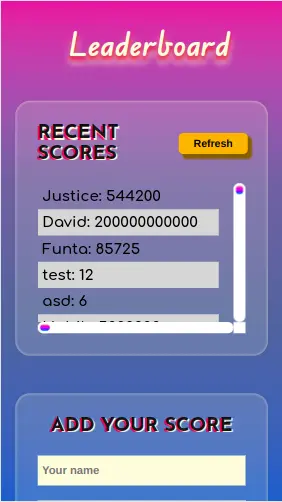 Leaderboard
RECENT
SCORES
Refresh
Justice: 544200
David: 200000000000
Funta: 85725
test: 12
asd: 6
ADD YOUR SCORE
Your name